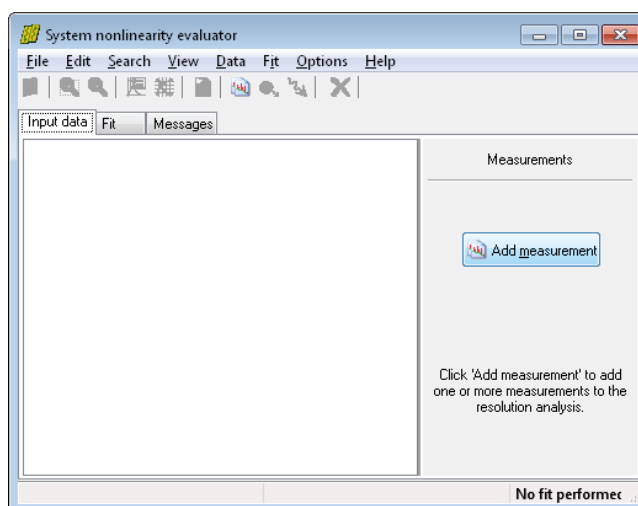 System nonlinearity evaluator
File Edit Search View Data Fit Options Help
Input data Fit Messages
Measurements
Add measurement
Click 'Add measurement' to add
one or more measurements to the
resolution analysis.
No fit performec